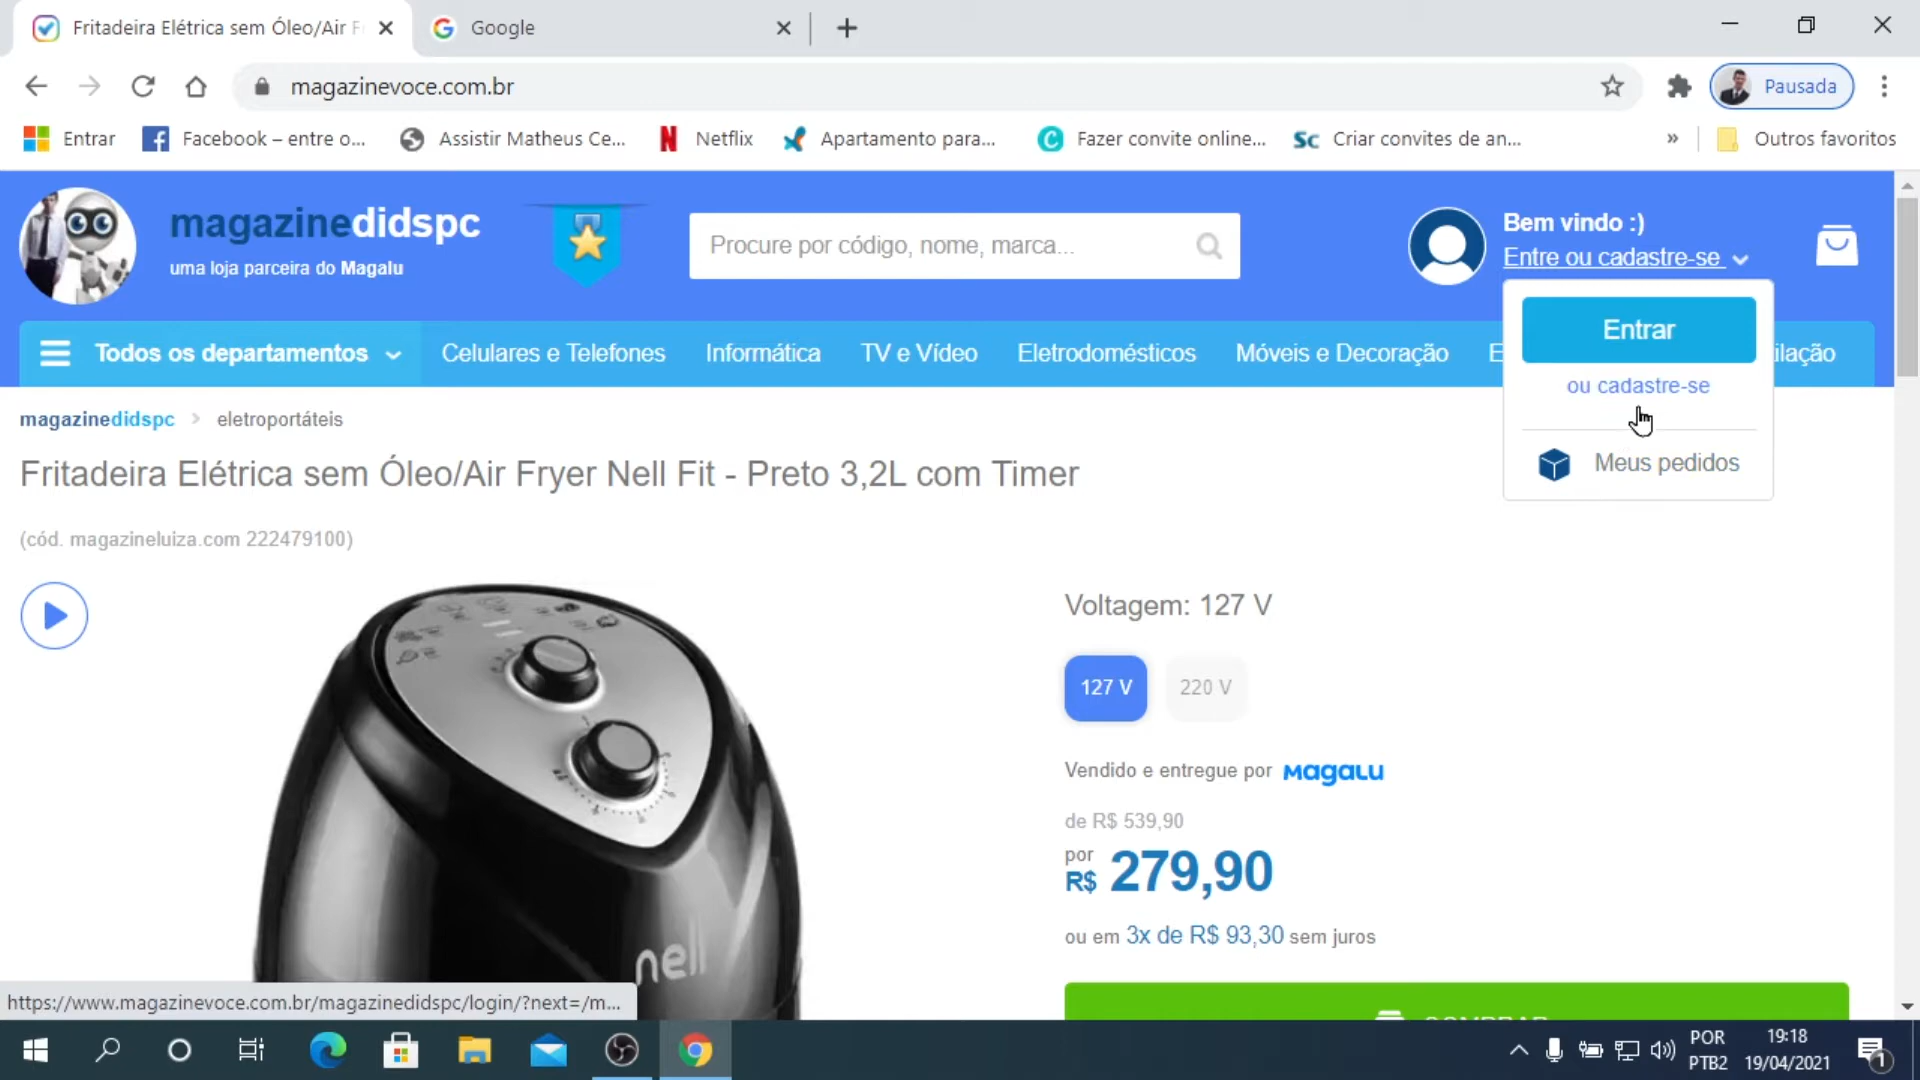 Fritadeira Elétrica sem Óleo/Air F
Google
magazinevoce.com.br
Pausada
Entrar
Facebook – entre o...
Assistir Matheus Ce...
Netflix
Apartamento para...
Fazer convite online...
Sc Criar convites de an...
»
Outros favoritos
magazinedidspc
uma loja parceira do Magalu
Procure por código, nome, marca...
Bem vindo :)
Entre ou cadastre-se
Todos os departamentos
Celulares e Telefones
Informática
TV e Vídeo
Eletrodomésticos
Móveis e Decoração
E
ilação
Entrar
ou cadastre-se
Meus pedidos
magazinedidspc > eletroportáteis
Fritadeira Elétrica sem Óleo/Air Fryer Nell Fit - Preto 3,2L com Timer
(cód. magazineluiza.com 222479100)
Voltagem: 127 V
127 V
220 V
Vendido e entregue por magalu
de R$ 539,90
por
R$ 279,90
ou em 3x de R$ 93,30 sem juros
nell
COMPRAR
https://www.magazinevoce.com.br/magazinedidspc/login/?next=/m...
POR
PTB2
19:18
19/04/2021
1